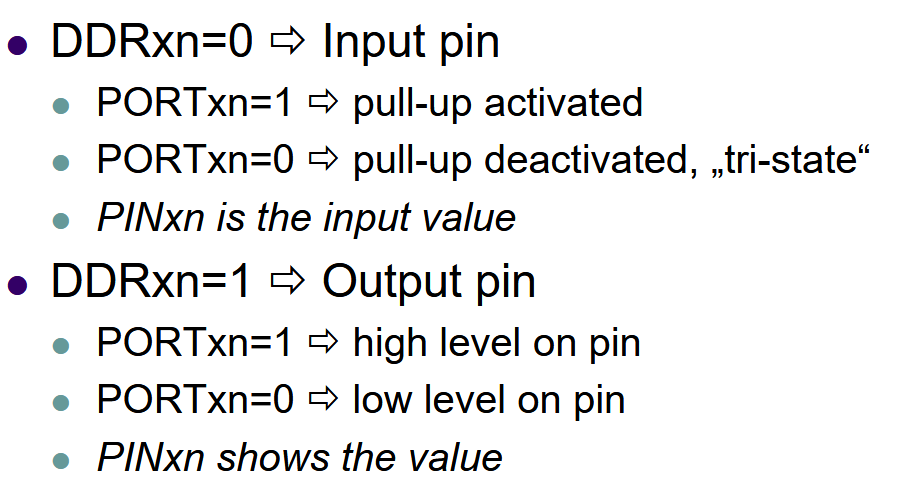 DDRxn=0 ⇨ Input pin
PORTxn=1 ⇨ pull-up activated
PORTxn=0 ⇨ pull-up deactivated, „tri-state“
PINxn is the input value
DDRxn=1 ⇨ Output pin
PORTxn=1 ⇨ high level on pin
PORTxn=0 ⇨ low level on pin
PINxn shows the value